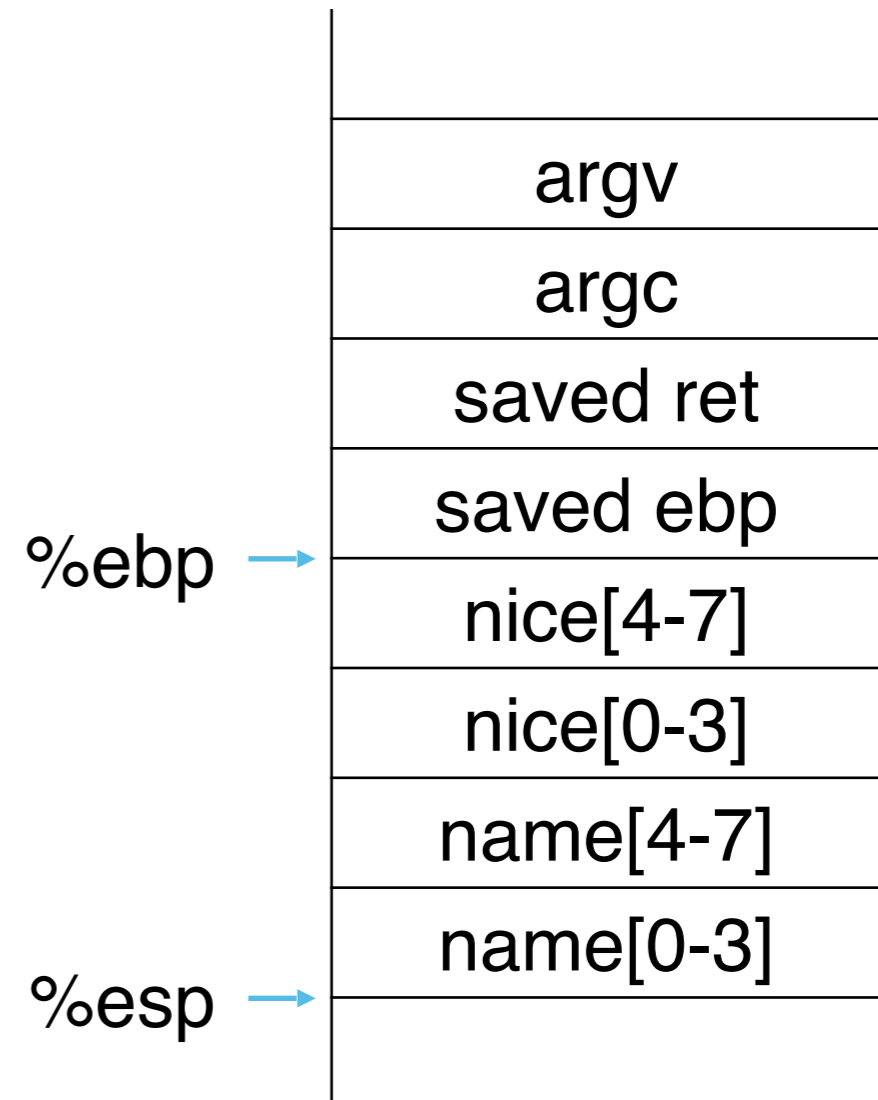 argv
argc
saved ret
saved ebp
%ebp
nice[4-7]
nice[0-3]
name[4-7]
name[0-3]
%esp